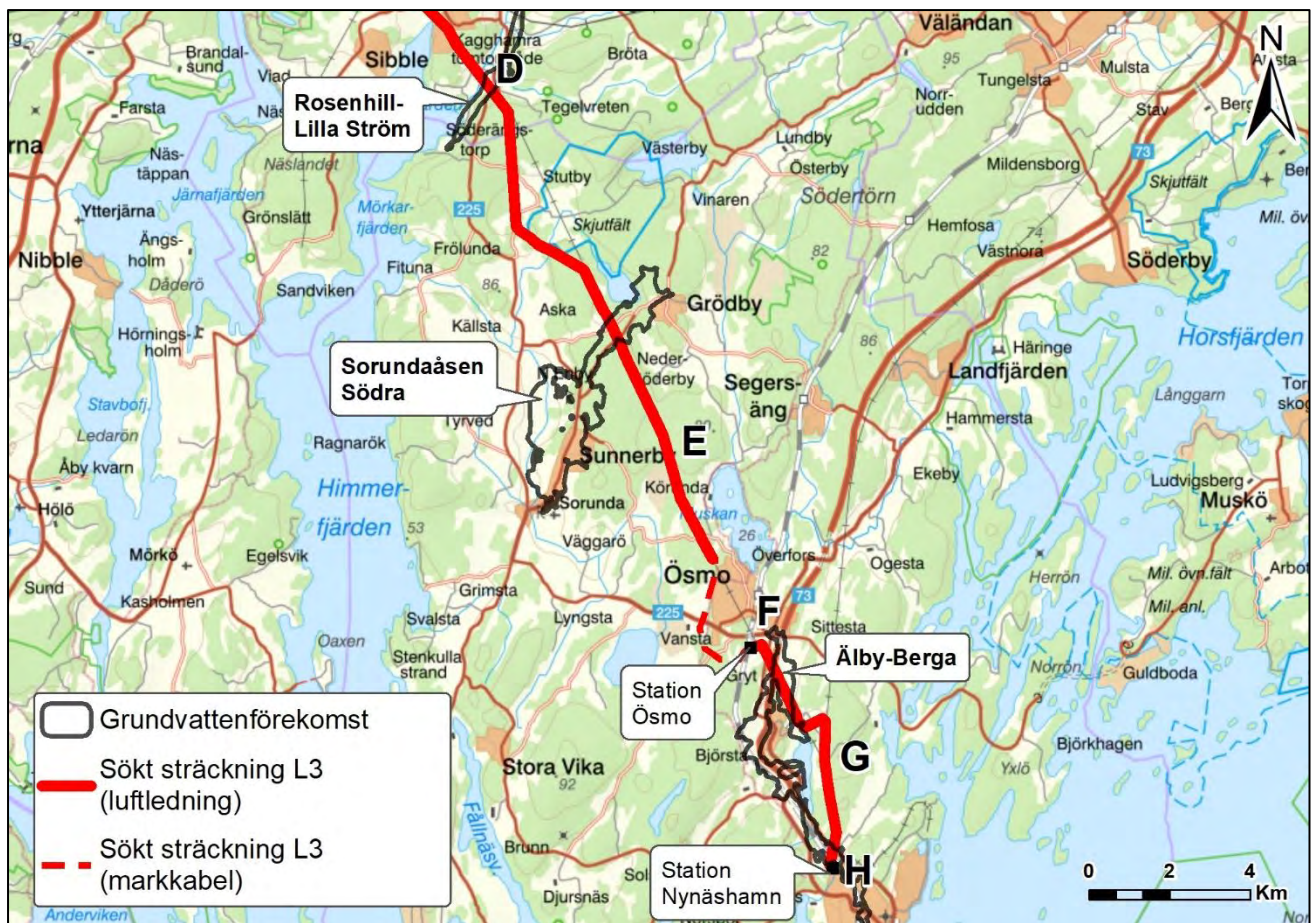 Väländan
N
Kagghamra
Brandal-
sund
Sibble
Bröta
95
Mulsta
Viad
D
Tungelsta
Farsta
Norr-
udden
Stav
Rosenhill-
Lilla Ström
Tegelvreten
Lundby
73
Söderängs-
torp
Västerby
Näs-
täppan
Näslandet
Österby
Mildensborg
Stutby
Skjutfält
Järnafjärden
Mörkar-
fjärden
225
Vinaren
Södertörn
Ytterjärna
Grönslätt
Skjutfält
Hemfosa
Ängs-
holm
Frölunda
82
74
Västnora
Nibble
Fituna
Söderby
Dåderö
Sandviken
86
Aska
Grödby
Horsfjärden
Hörnings-
holm
Källsta
86
Häringe
Neder-
söderby
Landfjärden
Sorundaåsen
Södra
Segers-
äng
Långgarn
Stavbofj.
Hammersta
Ledarön
Tyrved
E
Ragnarök
Sunnerby
Åby kvarn
Ekeby
Ludvigsberg
Himmer-
fjärden
Sorunda
Muskan
Muskö
Hölö
53
Väggarö
26
Överfors
Mörkö
Egelsvik
Ösmo
Ogesta
Herrön
Mil. övn.fält
Sund
Grimsta
73
Mil. anl.
Kasholmen
225
F
Svalsta
Lyngsta
Vansta
Sittesta
Oaxen
Stenkulla
strand
Älby-Berga
Norrön
Guldboda
Gryt
Station
Ösmo
Grundvattenförekomst
Björsta
G
Björkhagen
Sökt sträckning L3
(luftledning)
Stora Vika
92
Yxlö
Fållnäsv.
Sökt sträckning L3
(markkabel)
Brunn
Station
Nynäshamn
H
0 2 4
Km
Djursnäs
Anderviken